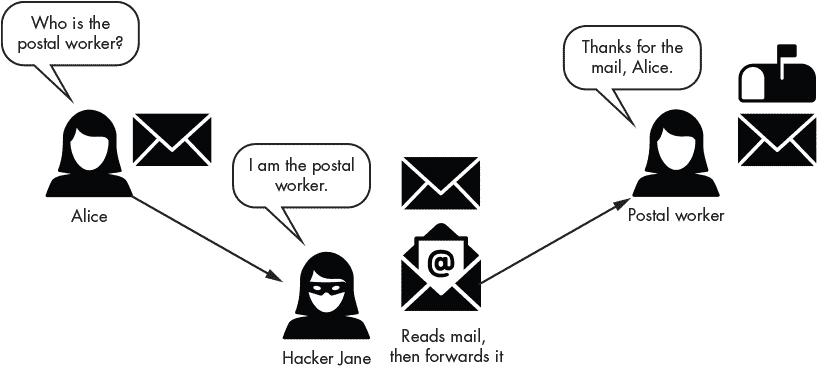 Who is the
postal worker?
Alice
I am the postal
worker.
Hacker Jane
@
Reads mail,
then forwards it
Thanks for the
mail, Alice.
Postal worker